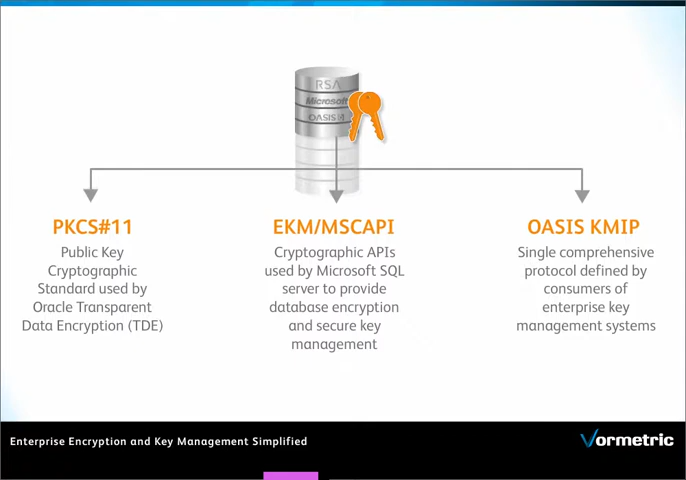 RSA
Microsoft
OASIS
PKCS#11
Public Key
Cryptographic
Standard used by
Oracle Transparent
Data Encryption (TDE)
EKM/MSCAPI
Cryptographic APIs
used by Microsoft SQL
server to provide
database encryption
and secure key
management
OASIS KMIP
Single comprehensive
protocol defined by
consumers of
enterprise key
management systems
Enterprise Encryption and Key Management Simplified
Vormetric